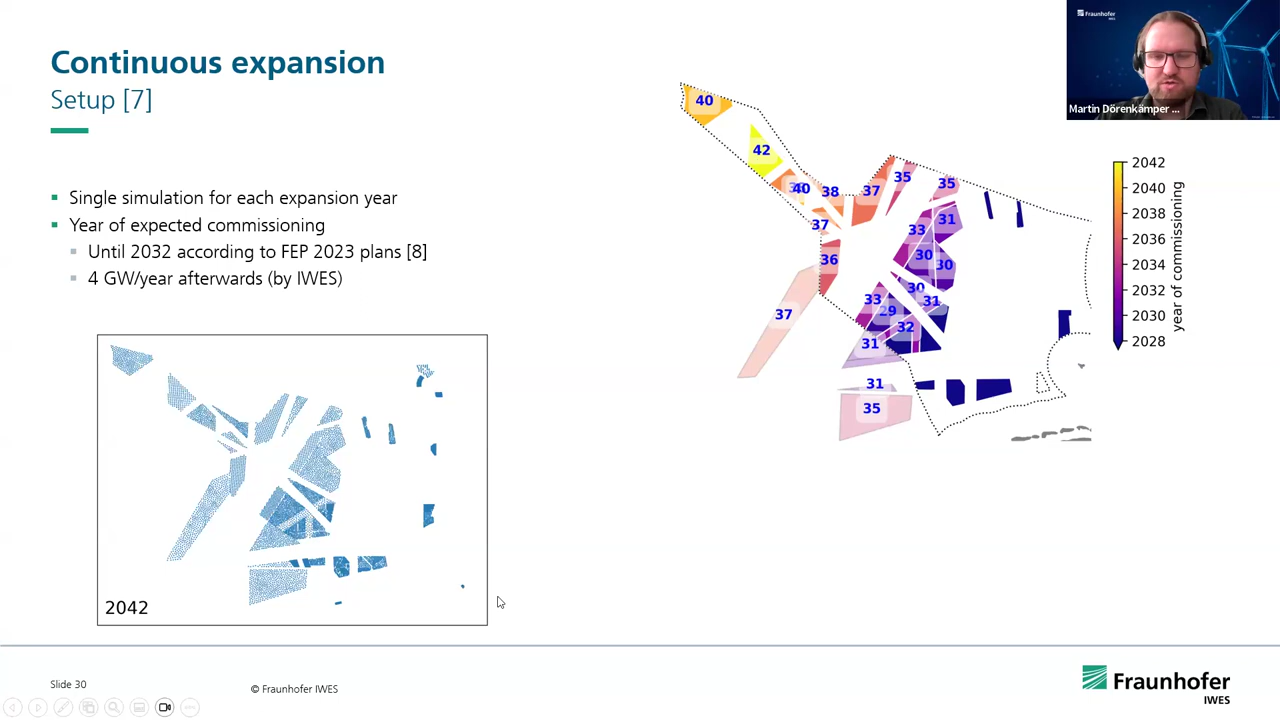 Continuous expansion
Setup [7]
Single simulation for each expansion year
Year of expected commissioning
Until 2032 according to FEP 2023 plans [8]
4 GW/year afterwards (by IWES)
2042
40
42
40
38
37
35
35
37
31
33
36
30
30
30
33
29
31
32
37
31
31
35
2042
2040
2038
2036
2034
2032
2030
2028
year of commissioning
Fraunhofer
IWES
Martin Dörenkämper ...
Slide 30
© Fraunhofer IWES
Fraunhofer
IWES